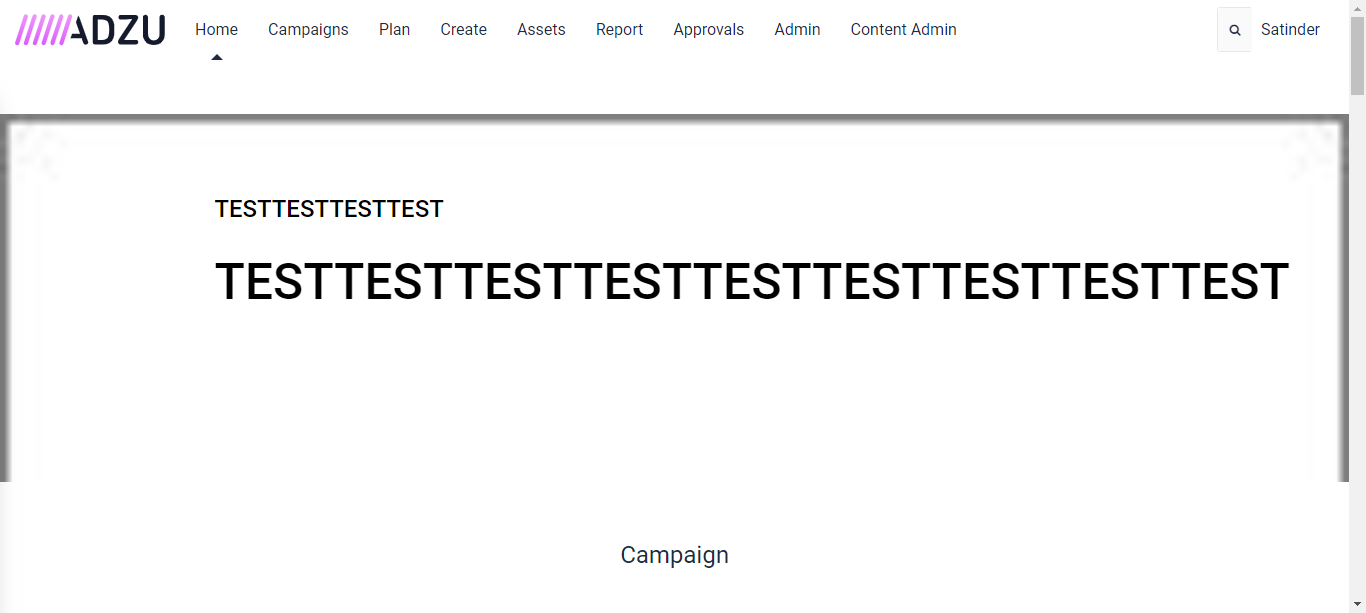 ADZU Home Campaigns Plan Create Assets Report Approvals Admin Content Admin Satinder
TESTTESTTESTTEST
TESTTESTTESTTESTTESTTESTTESTTESTTEST
Campaign